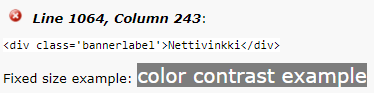 Line 1064, Column 243:
<div class='bannerlabel'>Nettivinkki</div>
Fixed size example: color contrast example